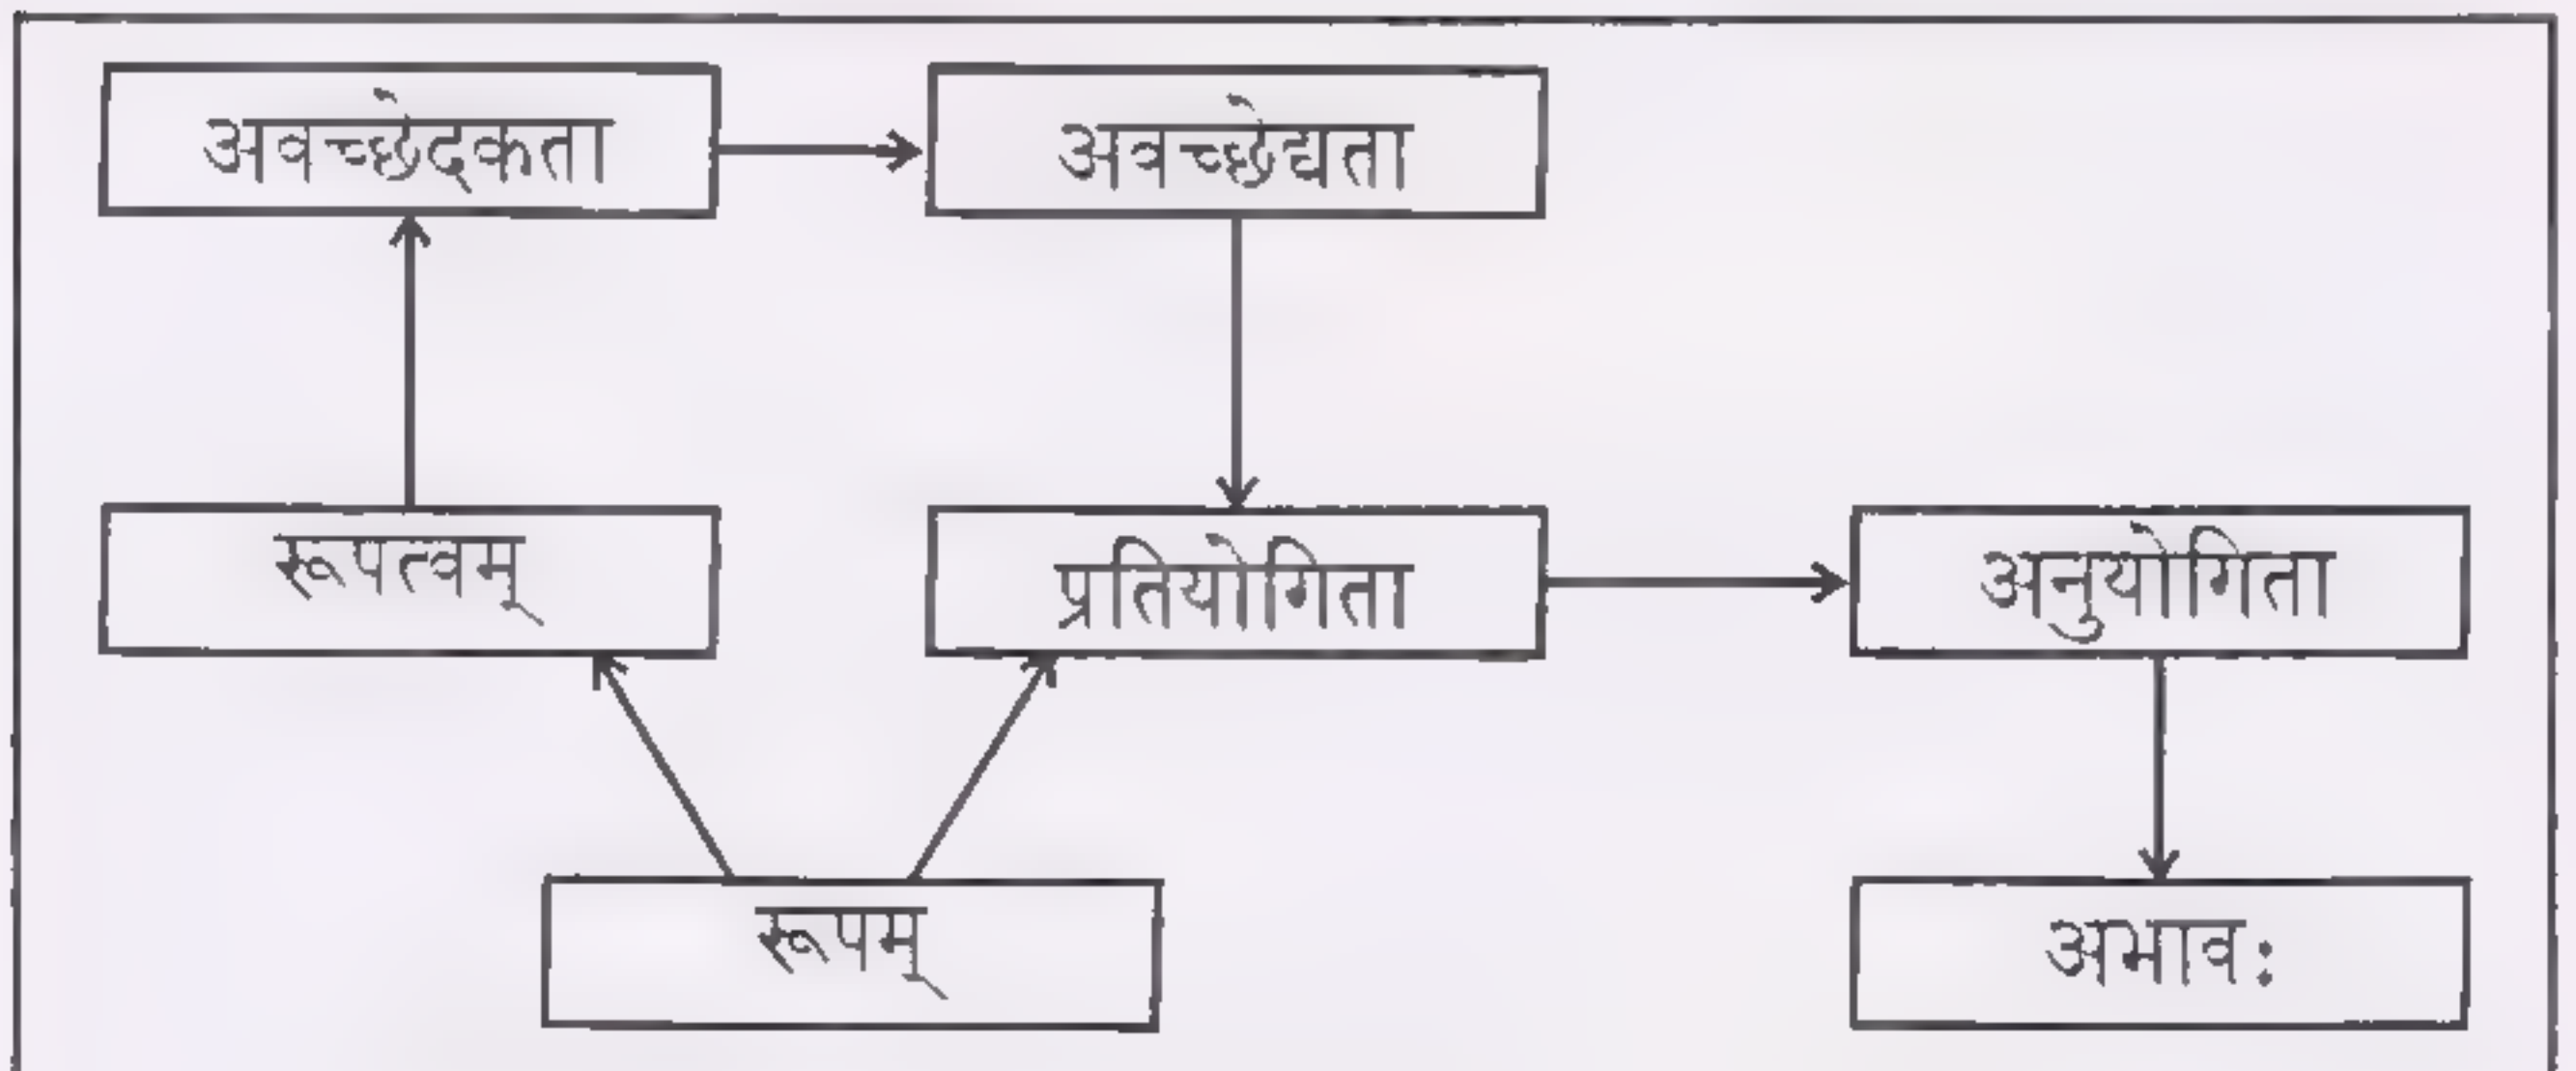 अवच्छेदकता
अवच्छेद्यता
रूपत्वम्
प्रतियोगिता
अनुयोगिता
रूपम्
अभावः